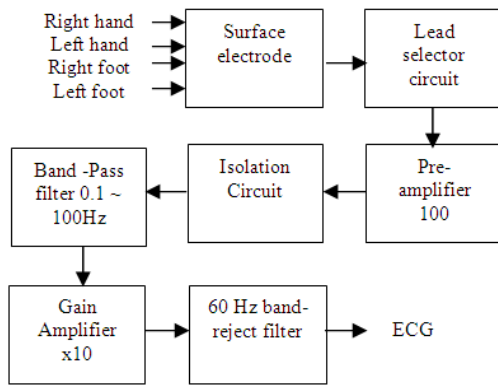 Right hand
Left hand
Right foot
Left foot
Surface
electrode
Lead
selector
circuit
Band -Pass
filter 0.1 ~
100Hz
Isolation
Circuit
Pre-
amplifier
100
Gain
Amplifier
x10
60 Hz band-
reject filter
ECG